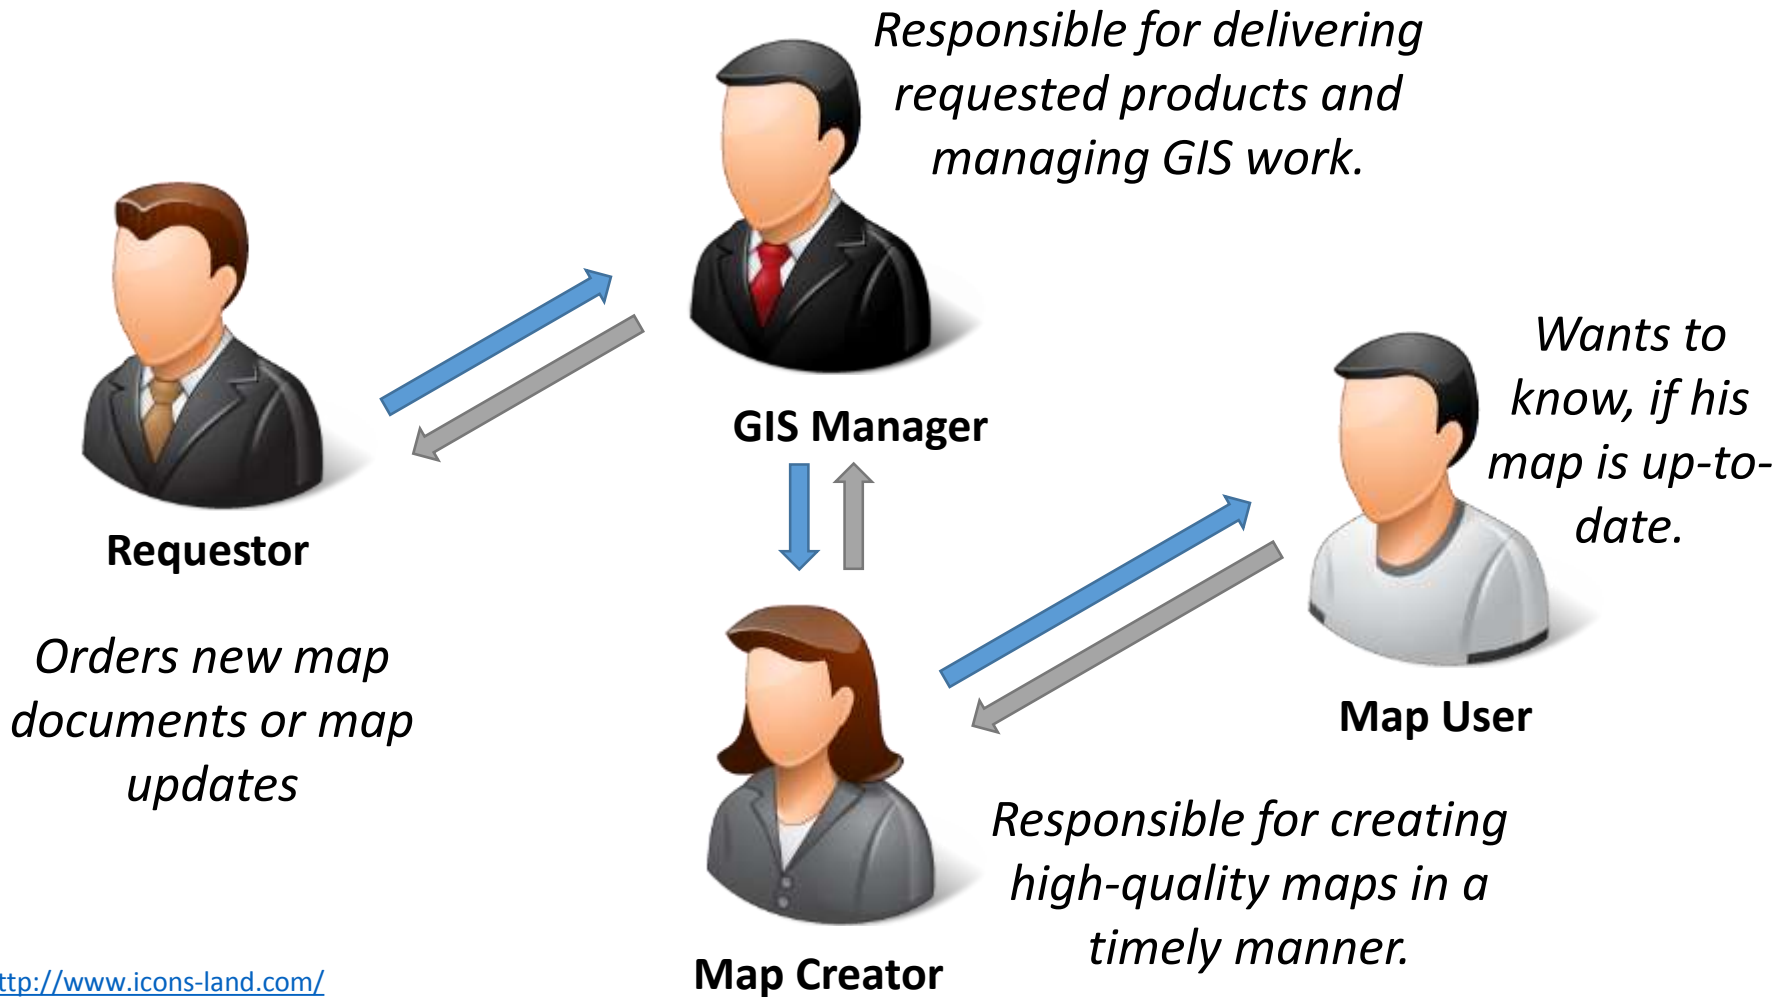 Responsible for delivering
requested products and
managing GIS work.
GIS Manager
Requestor
Orders new map
documents or map
updates
Wants to
know, if his
map is up-to-
date.
Map User
Responsible for creating
high-quality maps in a
timely manner.
Map Creator
ttp://www.icons-land.com/